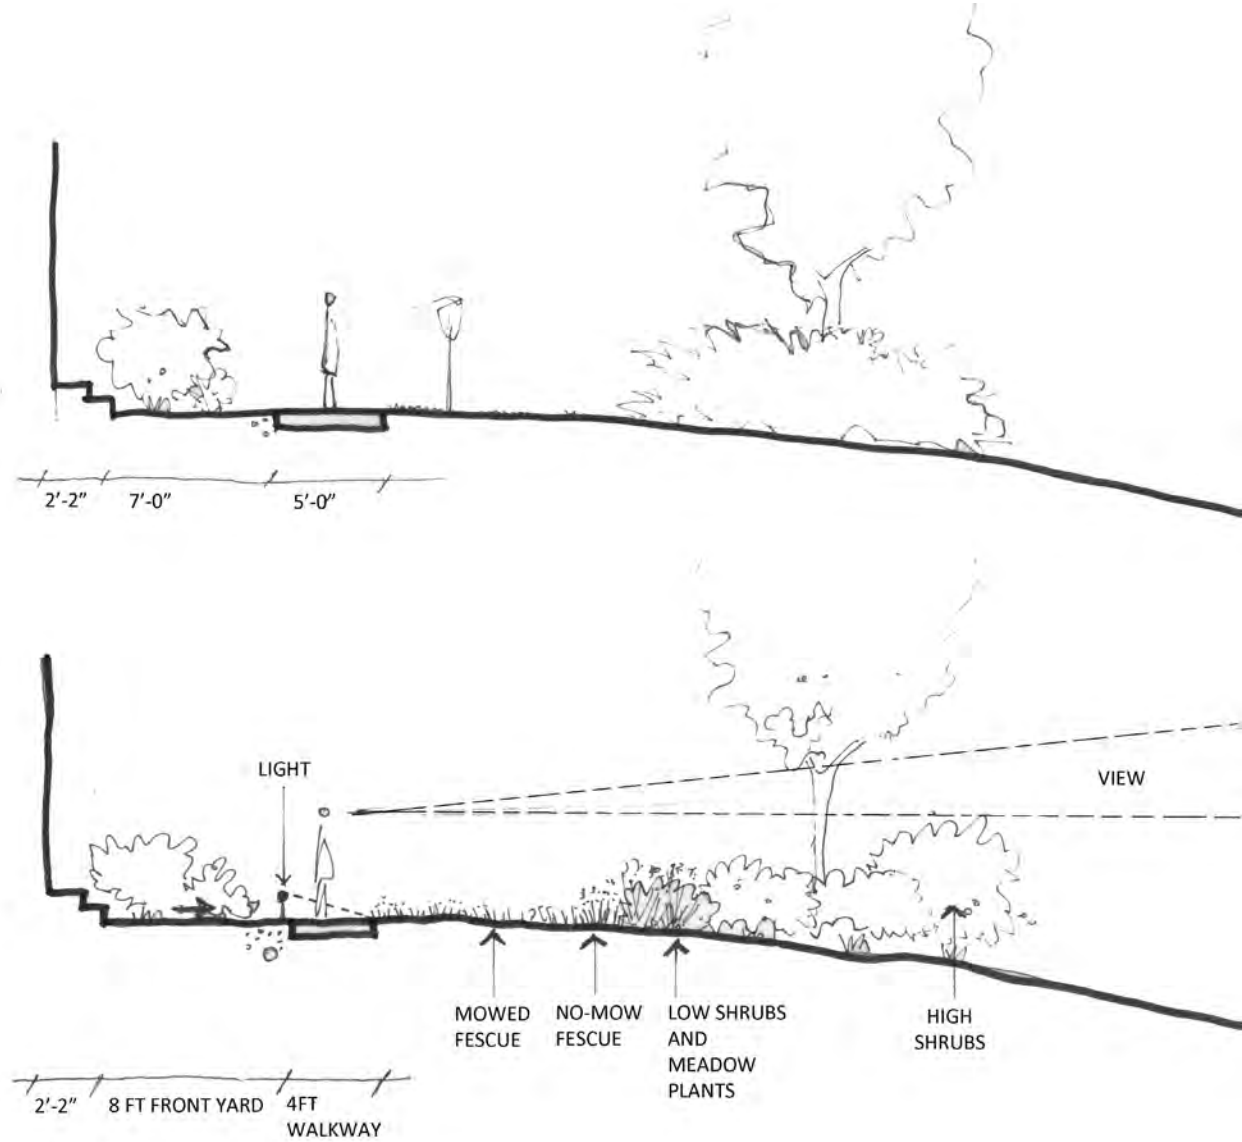 2’-2”
7’-0”
5’-0”
LIGHT
VIEW
MOWED
FESCUE
NO-MOW
FESCUE
LOW SHRUBS
AND
MEADOW
PLANTS
HIGH
SHRUBS
2’-2”
8 FT FRONT YARD
4FT
WALKWAY